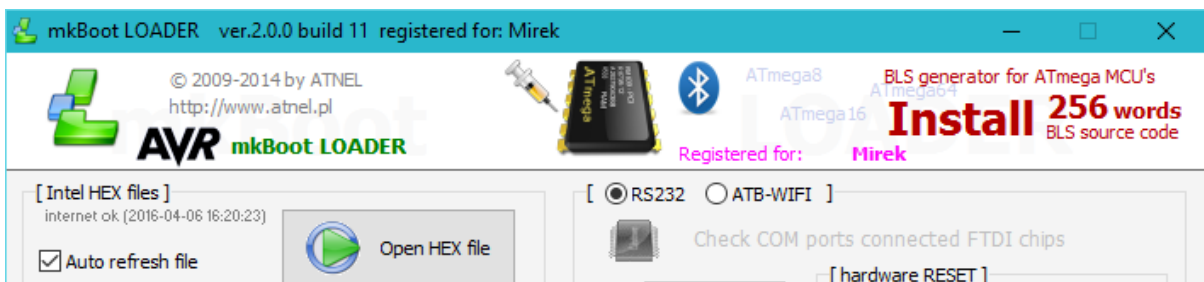 mkBoot LOADER ver.2.0.0 build 11 registered for: Mirek
© 2009-2014 by ATNEL
http://www.atnel.pl
AVR mkBoot LOADER
mkBoot LOADER
ATmega
ATmega8
ATmega64
ATmega16
BLS generator for ATmega MCU's
Install 256 words
BLS source code
Registered for: Mirek
[ Intel HEX files ]
internet ok (2016-04-06 16:20:23)
Auto refresh file
Open HEX file
[ RS232 ATB-WIFI ]
Check COM ports connected FTDI chips
[ hardware RESET ]